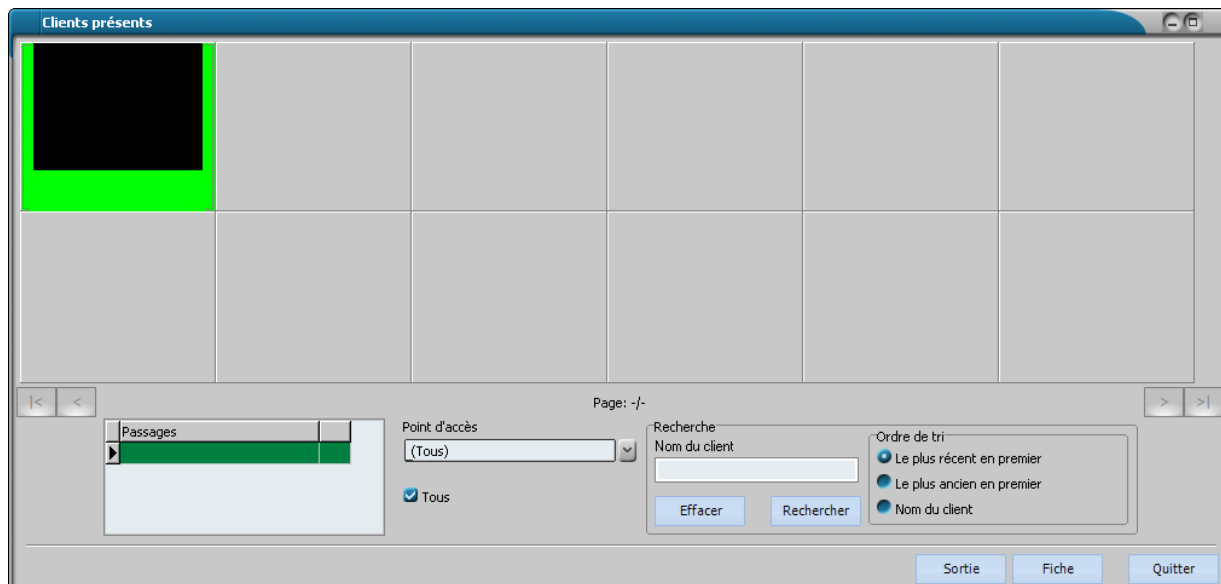 Clients présents
|< < Page: -/- > >|
Passages
Point d'accès
(Tous)
Tous
Recherche
Nom du client
Effacer Rechercher
Ordre de tri
Le plus récent en premier
Le plus ancien en premier
Nom du client
Sortie Fiche Quitter